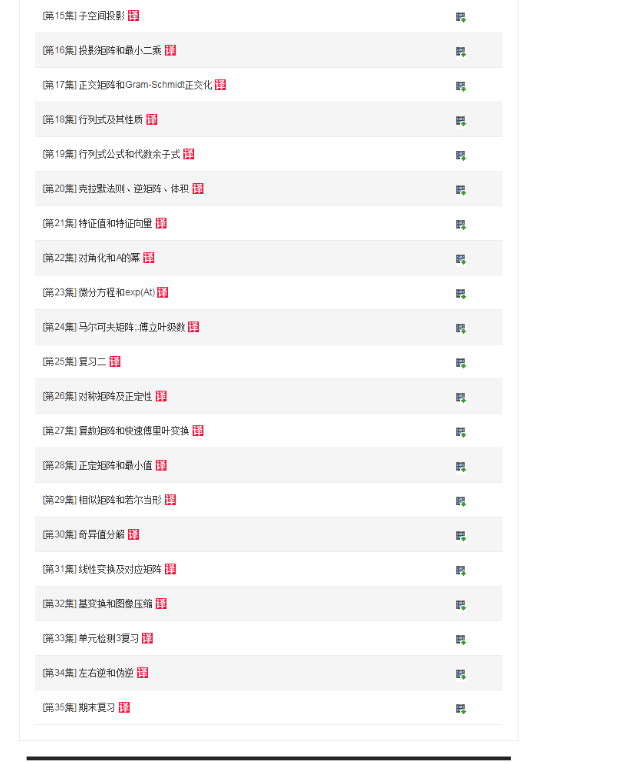 [第15集] 子空间投影 译
[第16集] 投影矩阵和最小二乘 译
[第17集] 正交矩阵和Gram-Schmidt正交化 译
[第18集] 行列式及其性质 译
[第19集] 行列式公式和代数余子式 译
[第20集] 克拉默法则、逆矩阵、体积 译
[第21集] 特征值和特征向量 译
[第22集] 对角化和A的幂 译
[第23集] 微分方程和exp(At) 译
[第24集] 马尔可夫矩阵;.傅立叶级数 译
[第25集] 复习二 译
[第26集] 对称矩阵及正定性 译
[第27集] 复数矩阵和快速傅里叶变换 译
[第28集] 正定矩阵和最小值 译
[第29集] 相似矩阵和若尔当形 译
[第30集] 奇异值分解 译
[第31集] 线性变换及对应矩阵 译
[第32集] 基变换和图像压缩 译
[第33集] 单元检测3复习 译
[第34集] 左右逆和伪逆 译
[第35集] 期末复习 译